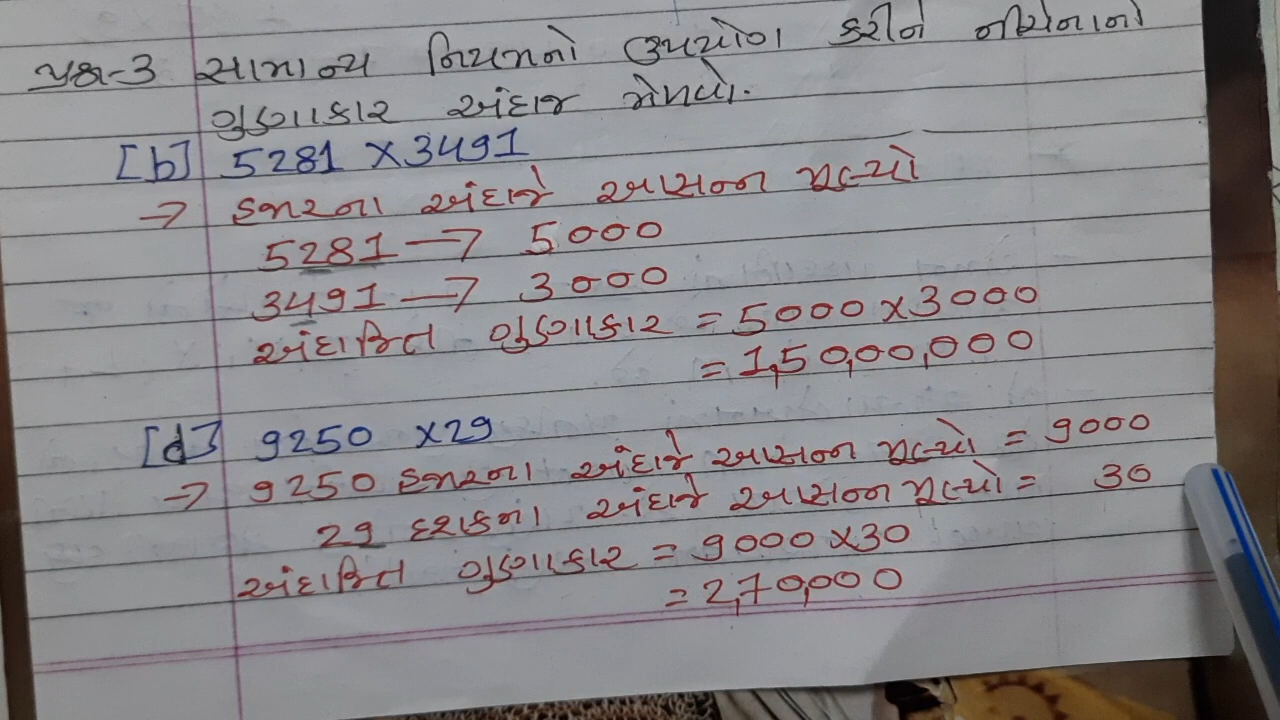 પ્રશ્ન-3 સામાન્ય નિયમનો ઉપયોગ કરીને નીચેનાનો
ગુણાકાર અંદાજ મેળવો.
[b] 5281 X 3491
→ હજારના અંદાજે આસન્ન મૂલ્યો
5281 → 5000
3491 → 3000
અંદાજિત ગુણાકાર = 5000 x 3000
= 1,50,00,000
[d] 9250 x 29
→ 9250 હજારના અંદાજે આસન્ન મૂલ્યો = 9000
29 દશકના અંદાજે આસન્ન મૂલ્યો = 30
અંદાજિત ગુણાકાર = 9000 x 30
= 2,70,000